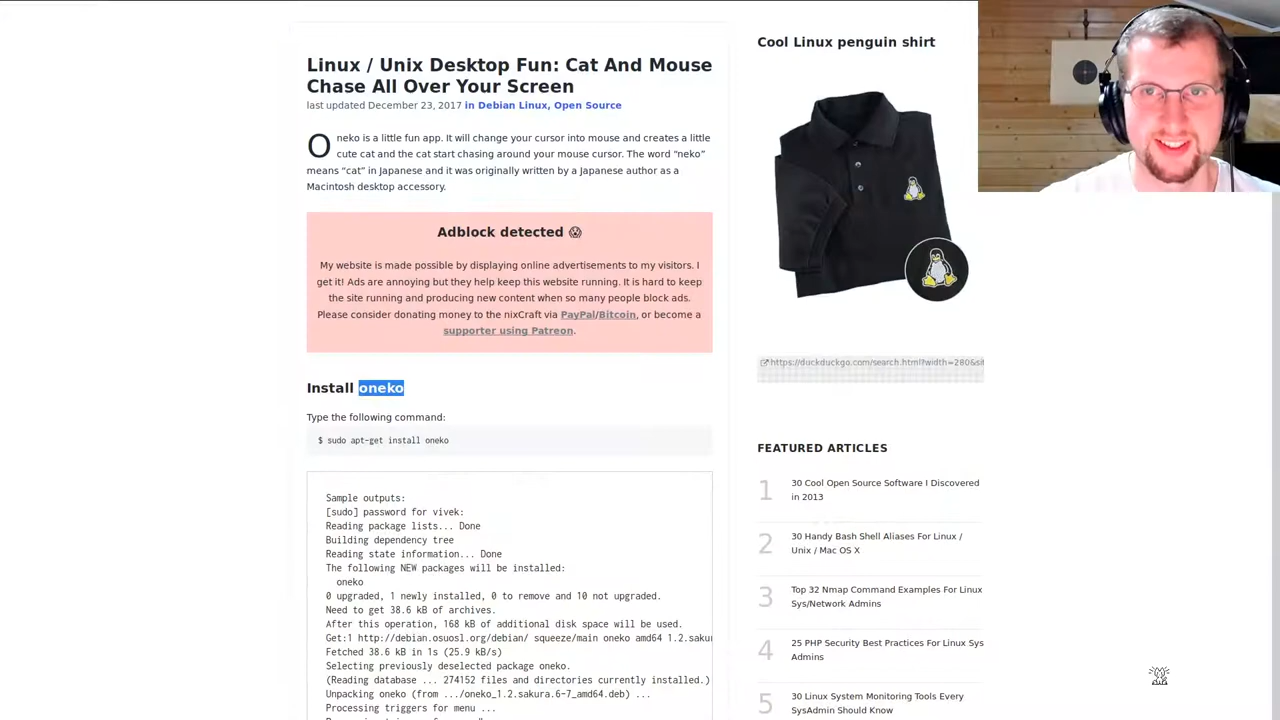 Linux / Unix Desktop Fun: Cat And Mouse
Chase All Over Your Screen
last updated December 23, 2017 in Debian Linux, Open Source
Oneko is a little fun app. It will change your cursor into mouse and creates a little
cute cat and the cat start chasing around your mouse cursor. The word “neko”
means “cat” in Japanese and it was originally written by a Japanese author as a
Macintosh desktop accessory.
Adblock detected 😱
My website is made possible by displaying online advertisements to my visitors. I
get it! Ads are annoying but they help keep this website running. It is hard to keep
the site running and producing new content when so many people block ads.
Please consider donating money to the nixCraft via PayPal/Bitcoin, or become a
supporter using Patreon.
Install oneko
Type the following command:
$ sudo apt-get install oneko
Sample outputs:
[sudo] password for vivek:
Reading package lists... Done
Building dependency tree
Reading state information... Done
The following NEW packages will be installed:
oneko
0 upgraded, 1 newly installed, 0 to remove and 10 not upgraded.
Need to get 38.6 kB of archives.
After this operation, 168 kB of additional disk space will be used.
Get:1 http://debian.osuosl.org/debian/ squeeze/main oneko amd64 1.2.sakur
Fetched 38.6 kB in 1s (25.9 kB/s)
Selecting previously deselected package oneko.
(Reading database ... 274152 files and directories currently installed.)
Unpacking oneko (from .../oneko_1.2.sakura.6-7_amd64.deb) ...
Processing triggers for menu ...
Cool Linux penguin shirt
https://duckduckgo.com/search.html?width=280&sit
FEATURED ARTICLES
1 30 Cool Open Source Software I Discovered
in 2013
2 30 Handy Bash Shell Aliases For Linux /
Unix / Mac OS X
3 Top 32 Nmap Command Examples For Linux
Sys/Network Admins
4 25 PHP Security Best Practices For Linux Sys
Admins
5 30 Linux System Monitoring Tools Every
SysAdmin Should Know